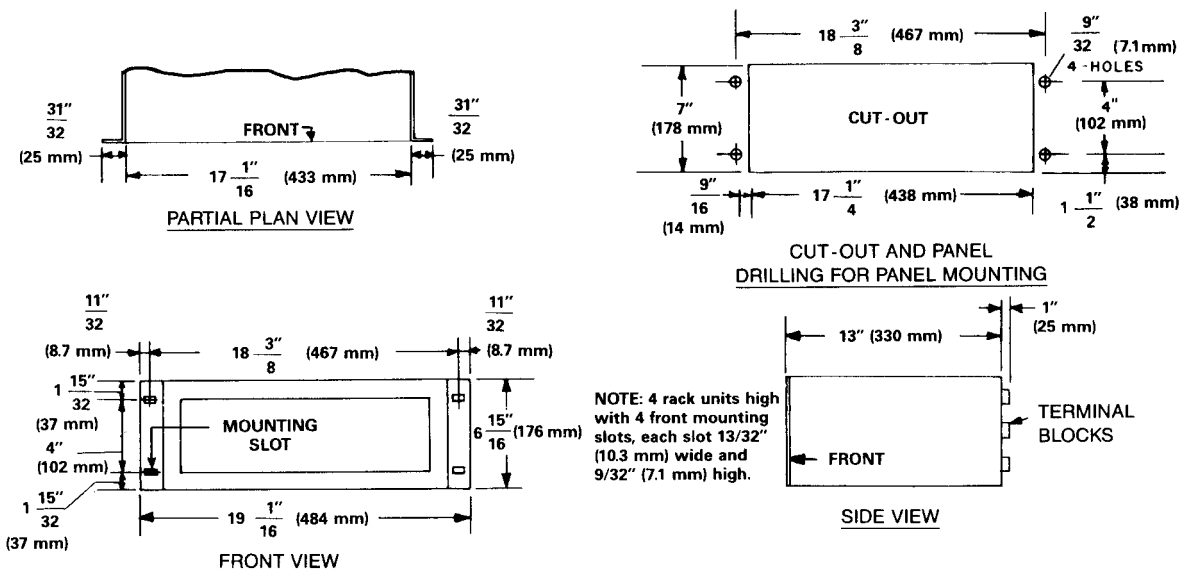 31"
32
(25 mm)
FRONT
31"
32
(25 mm)
17 1" (433 mm)
16
PARTIAL PLAN VIEW
18 3" (467 mm)
8
9"
32 (7.1mm)
4 - HOLES
7"
(178 mm)
CUT - OUT
4"
(102 mm)
9"
16
(14 mm)
17 1" (438 mm)
4
1 1" (38 mm)
2
CUT - OUT AND PANEL
DRILLING FOR PANEL MOUNTING
11"
32
(8.7 mm)
18 3" (467 mm)
8
11"
32
(8.7 mm)
1 15"
32
(37 mm)
4"
(102 mm)
1 15"
32
(37 mm)
MOUNTING
SLOT
6 15" (176 mm)
16
19 1" (484 mm)
16
FRONT VIEW
NOTE: 4 rack units high
with 4 front mounting
slots, each slot 13/32"
(10.3 mm) wide and
9/32" (7.1 mm) high.
13" (330 mm)
1"
(25 mm)
FRONT
TERMINAL
BLOCKS
SIDE VIEW